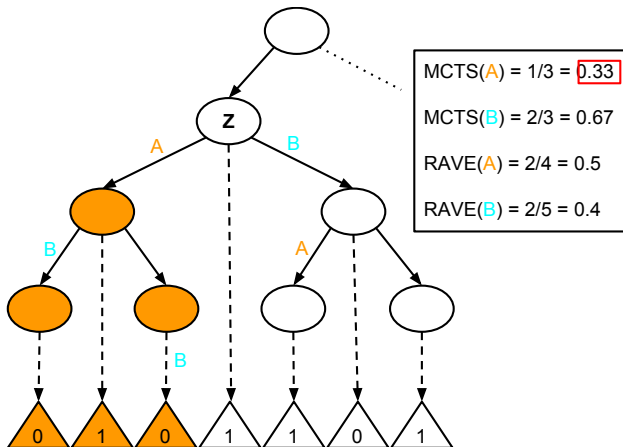 MCTS(A) = 1/3 = 0.33
MCTS(B) = 2/3 = 0.67
RAVE(A) = 2/4 = 0.5
RAVE(B) = 2/5 = 0.4
Z
A
B
B
A
B
0 1 0 1 1 0 1